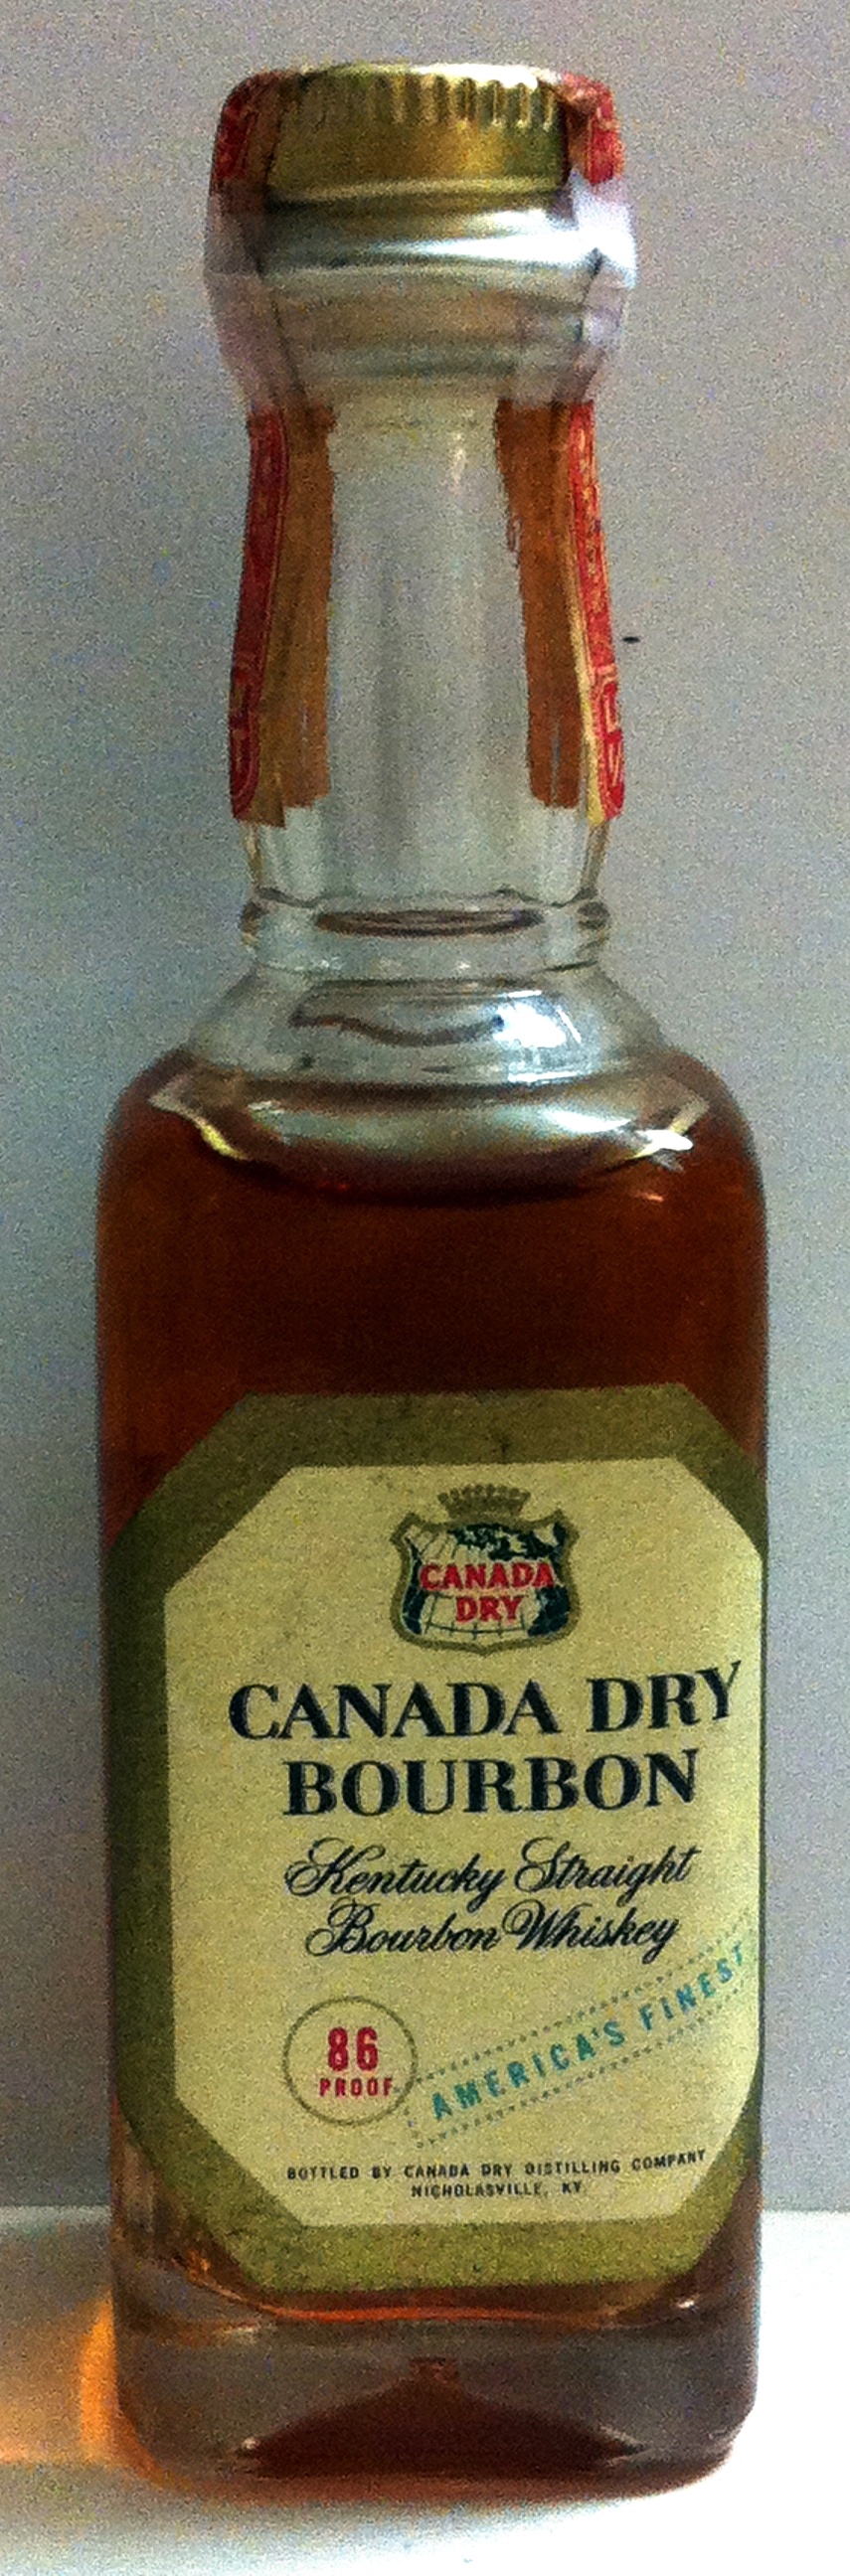 CANADA
DRY
CANADA DRY
BOURBON
Kentucky Straight
Bourbon Whiskey
86
PROOF
AMERICA'S FINEST
BOTTLED BY CANADA DRY DISTILLING COMPANY
NICHOLASVILLE, KY.